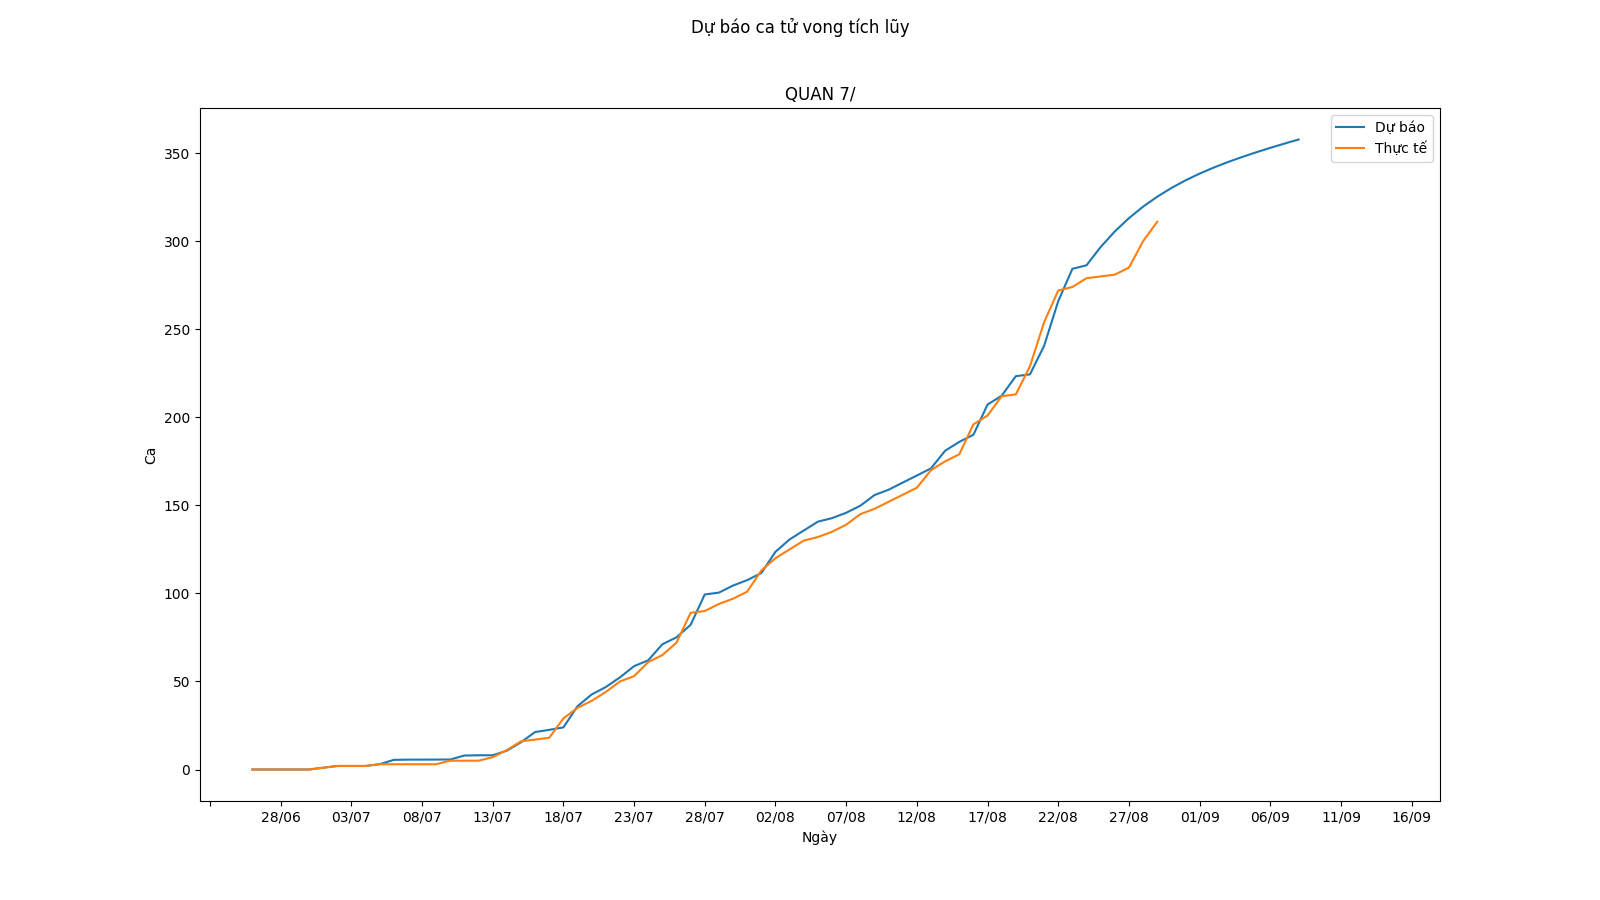 Dự báo ca tử vong tích lũy
QUAN 7/
Dự báo
Thực tế
350
300
250
200
150
100
50
0
Ca
28/06 03/07 08/07 13/07 18/07 23/07 28/07 02/08 07/08 12/08 17/08 22/08 27/08 01/09 06/09 11/09 16/09
Ngày